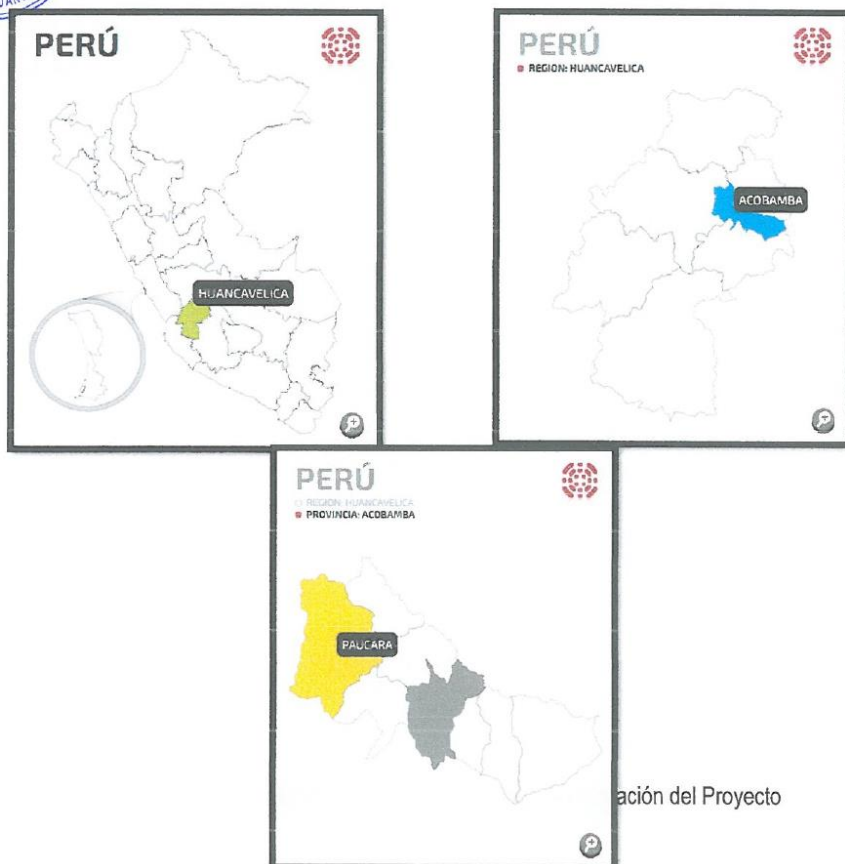 PERÚ
HUANCAVELICA
PERÚ
REGION: HUANCAVELICA
ACOBAMBA
PERÚ
REGION: HUANCAVELICA
PROVINCIA: ACOBAMBA
PAUCARA
ación del Proyecto